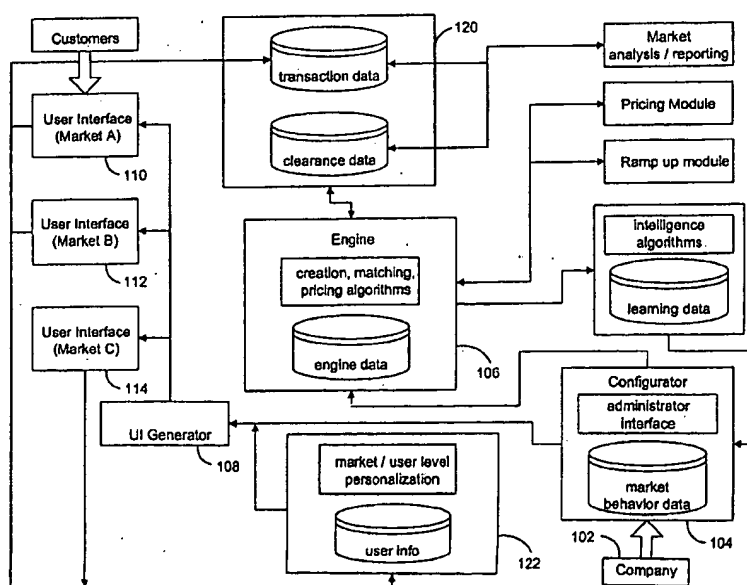 Customers
User Interface
(Market A)
110
User Interface
(Market B)
112
User Interface
(Market C)
114
UI Generator
108
transaction data
clearance data
120
Engine
creation, matching,
pricing algorithms
engine data
106
market / user level
personalization
user info
122
Market
analysis / reporting
Pricing Module
Ramp up module
intelligence
algorithms
learning data
Configurator
administrator
interface
market
behavior data
102
104
Company